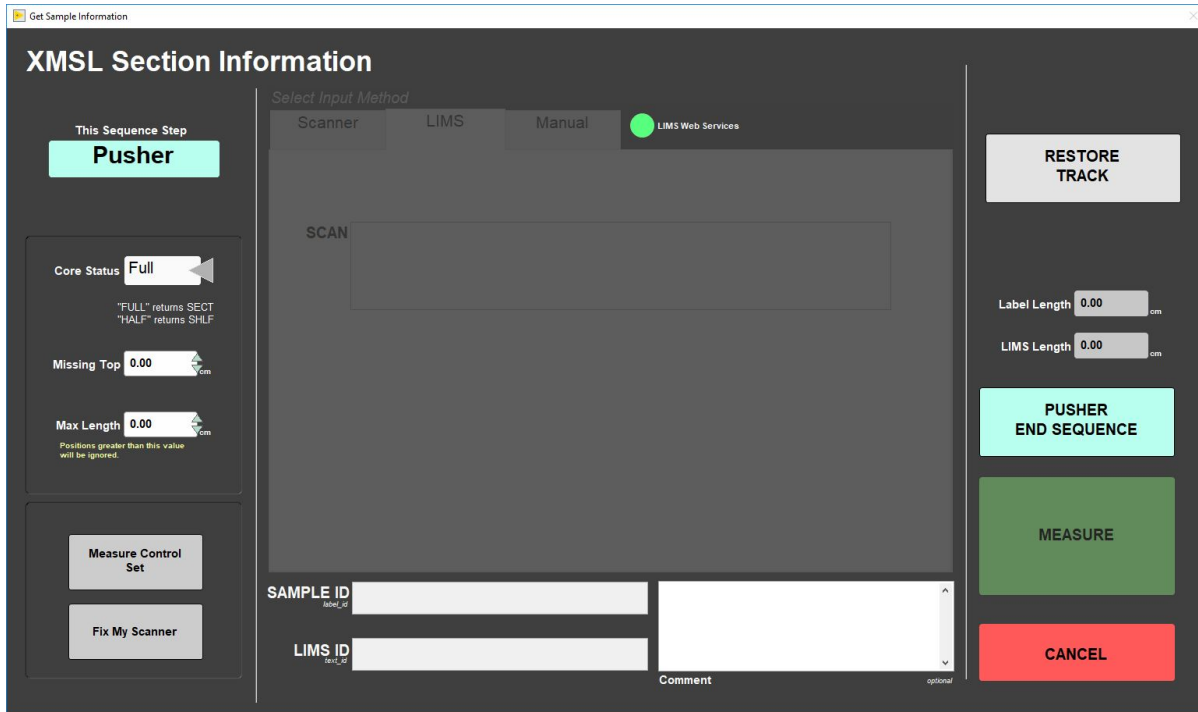 Get Sample Information
XMSL Section Information
This Sequence Step
Pusher
Core Status Full
"FULL" returns SECT
"HALF" returns SHLF
Missing Top 0.00 cm
Max Length 0.00 cm
Positions greater than this value
will be ignored.
Measure Control
Set
Fix My Scanner
Select Input Method
Scanner LIMS Manual LIMS Web Services
SCAN
SAMPLE ID
label_id
LIMS ID
text_id
Comment optional
RESTORE
TRACK
Label Length 0.00 cm
LIMS Length 0.00 cm
PUSHER
END SEQUENCE
MEASURE
CANCEL